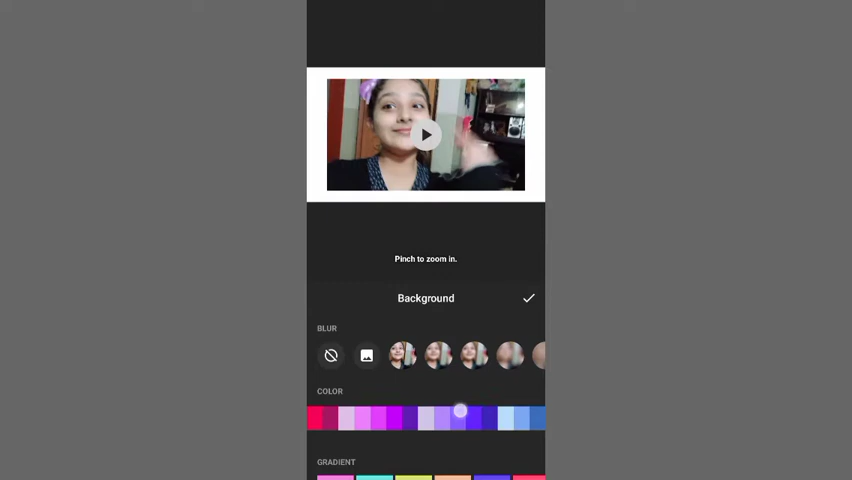 Pinch to zoom in.
Background
BLUR
COLOR
GRADIENT